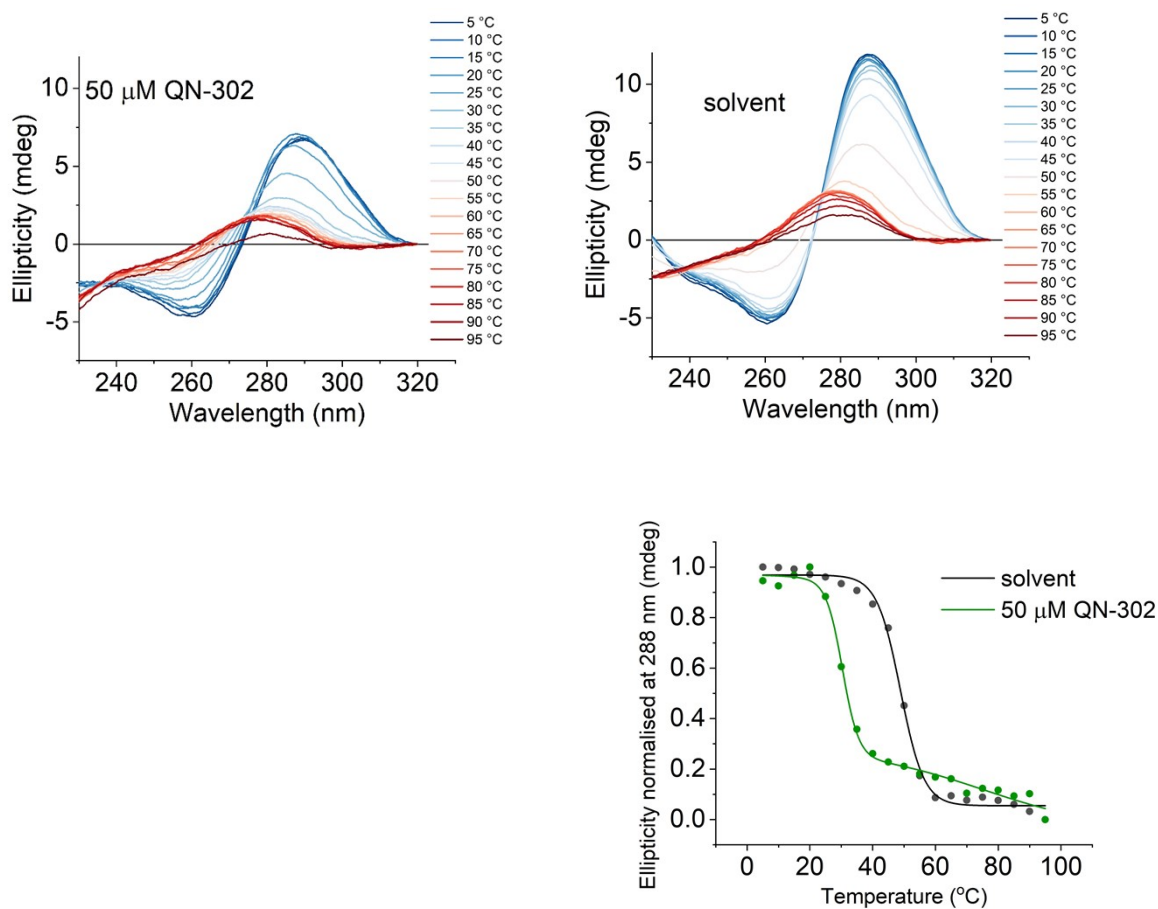 50 μM QN-302
Ellipticity (mdeg)
10
5
0
-5
240 260 280 300 320
Wavelength (nm)
5 °C
10 °C
15 °C
20 °C
25 °C
30 °C
35 °C
40 °C
45 °C
50 °C
55 °C
60 °C
65 °C
70 °C
75 °C
80 °C
85 °C
90 °C
95 °C
solvent
Ellipticity (mdeg)
10
5
0
-5
240 260 280 300 320
Wavelength (nm)
5 °C
10 °C
15 °C
20 °C
25 °C
30 °C
35 °C
40 °C
45 °C
50 °C
55 °C
60 °C
65 °C
70 °C
75 °C
80 °C
85 °C
90 °C
95 °C
Ellipticity normalised at 288 nm (mdeg)
1.0
0.8
0.6
0.4
0.2
0.0
0 20 40 60 80 100
Temperature (°C)
solvent
50 μM QN-302